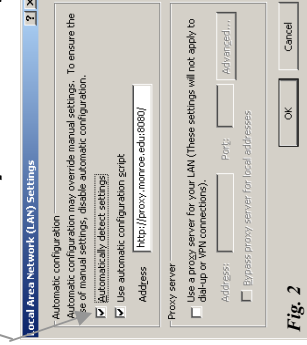 Local Area Network (LAN) Settings
Automatic configuration
Automatic configuration may override manual settings. To ensure the
use of manual settings, disable automatic configuration.
Automatically detect settings
Use automatic configuration script
Address
http://proxy.monroe.edu:8080/
Proxy server
Use a proxy server for your LAN (These settings will not apply to
dial-up or VPN connections).
Address:
Port:
Advanced...
Bypass proxy server for local addresses
OK
Cancel
Fig. 2